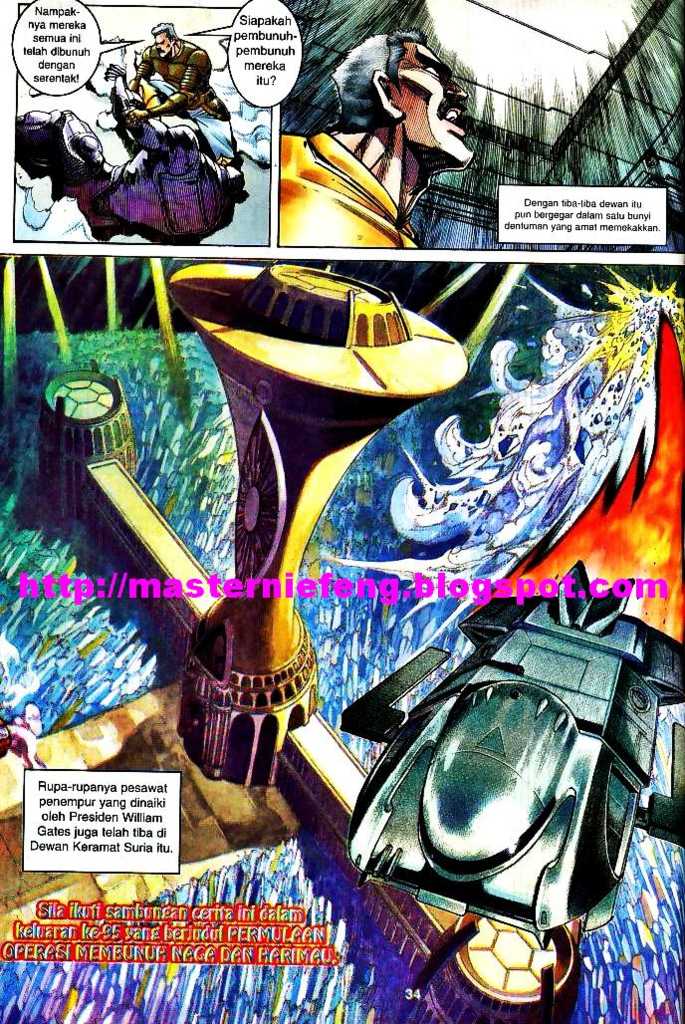 Nampak-
nya mereka
semua ini
telah dibunuh
dengan
serentak!
Siapakah
pembunuh-
pembunuh
mereka
itu?
Dengan tiba-tiba dewan itu
pun bergegar dalam satu bunyi
dentuman yang amat memekakkan.
http://masterniefeng.blogspot.com
Rupa-rupanya pesawat
penempur yang dinaiki
oleh Presiden William
Gates juga telah tiba di
Dewan Keramat Suria itu.
Sila ikuti sambungan cerita ini dalam
keluaran ke-95 yang berjudul PERMULAAN
OPERASI MEMBUNUH NAGA DAN HARIMAU.
34